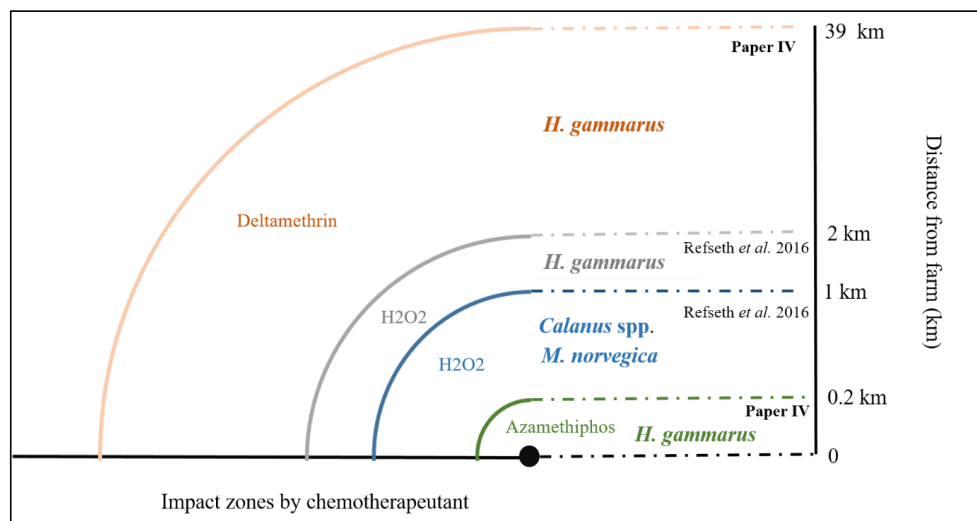 39 km
Paper IV
H. gammarus
Deltamethrin
2 km
Refseth et al. 2016
H. gammarus
1 km
H2O2
Refseth et al. 2016
Calanus spp.
M. norvegica
H2O2
0.2 km
Paper IV
Azamethiphos
H. gammarus
0
Distance from farm (km)
Impact zones by chemotherapeutant